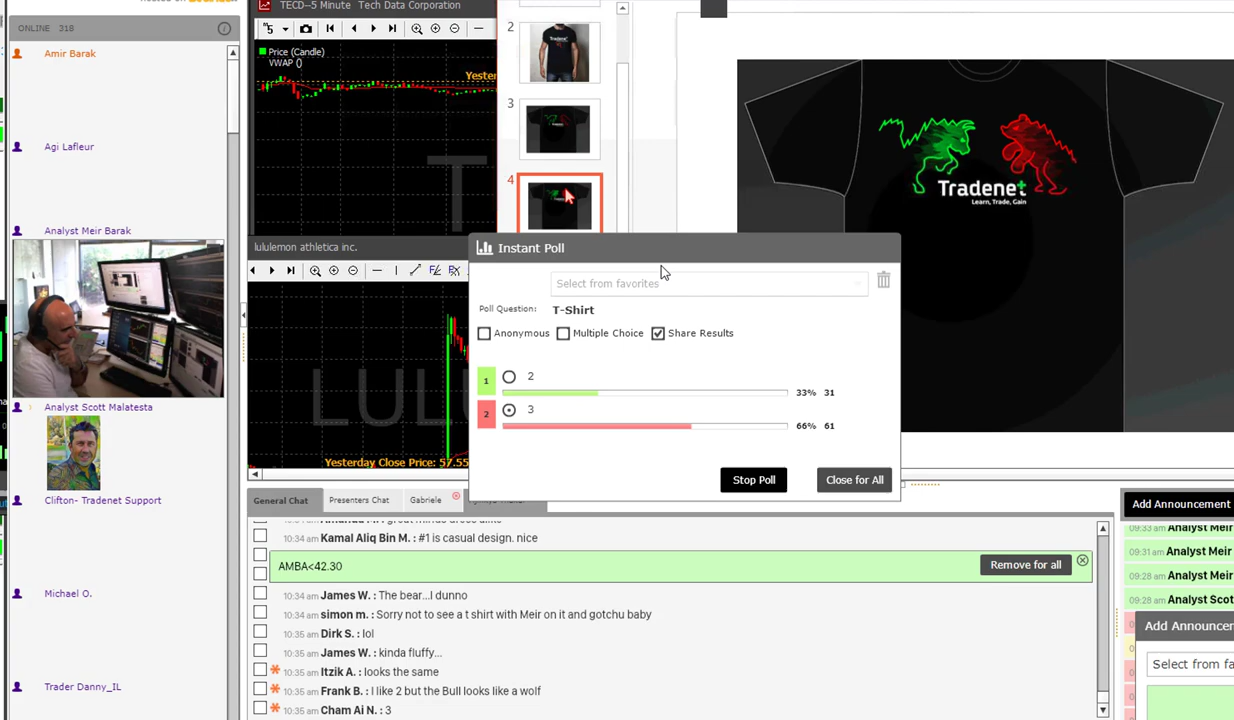 TECD—5 Minute Tech Data Corporation
ONLINE 318
5
Amir Barak
Price (Candle)
VWAP ()
2
Tradenet
3
Agi Lafleur
4
Tradenet
Learn, Trade, Gain
Analyst Meir Barak
lululemon athletica inc.
Instant Poll
Select from favorites
Poll Question: T-Shirt
Anonymous
Multiple Choice
Share Results
1 2
33% 31
2 3
66% 61
Analyst Scott Malatesta
Yesterday Close Price: 57.55
Stop Poll
Close for All
Clifton- Tradenet Support
General Chat
Presenters Chat
Gabriele
Add Announcement
10:34 am Kamal Aliq Bin M. : #1 is casual design. nice
09:31 am Analyst Meir
AMBA<42.30
Remove for all
09:28 am Analyst Meir
Michael O.
10:34 am James W. : The bear...I dunno
09:28 am Analyst Scot
10:34 am simon m. : Sorry not to see a t shirt with Meir on it and gotchu baby
Add Announcement
10:35 am Dirk S. : lol
10:35 am James W. : kinda fluffy...
Select from fa
10:35 am Itzik A. : looks the same
Trader Danny_IL
10:35 am Frank B. : I like 2 but the Bull looks like a wolf
10:35 am Cham Ai N. : 3